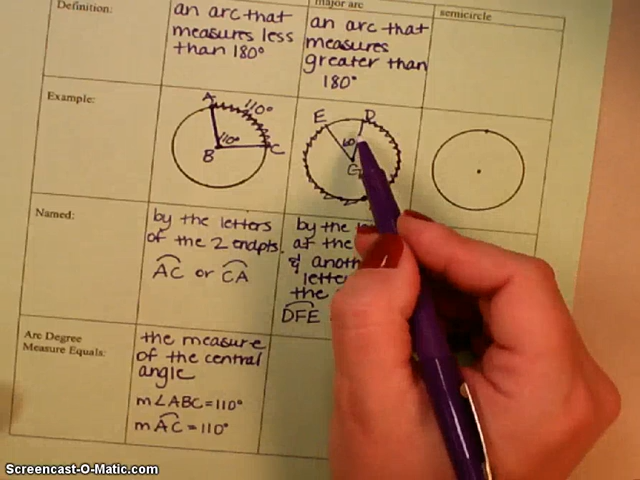 Definition:
an arc that
measures less
than 180°
major arc
an arc that
measures
greater than
180°
semicircle
Example:
A
110°
110°
B
C
E
D
60
G
Named:
by the letters
of the 2 endpts.
AC or CA
by the
of the
& anoth
lette
the
DFE
Arc Degree
Measure Equals:
the measure
of the central
angle
m∠ABC=110°
mAC=110°
Screencast-O-Matic.com